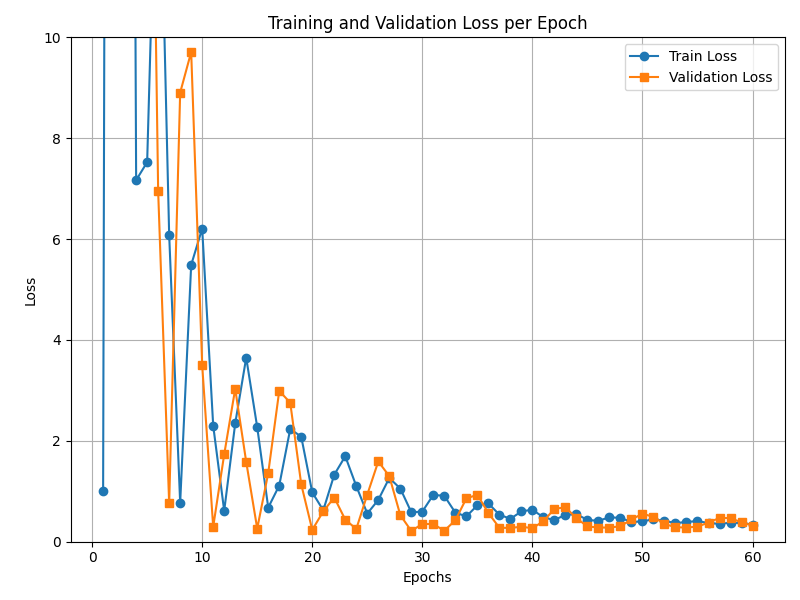 Training and Validation Loss per Epoch
Train Loss
Validation Loss
Loss
10
8
6
4
2
0
0 10 20 30 40 50 60
Epochs